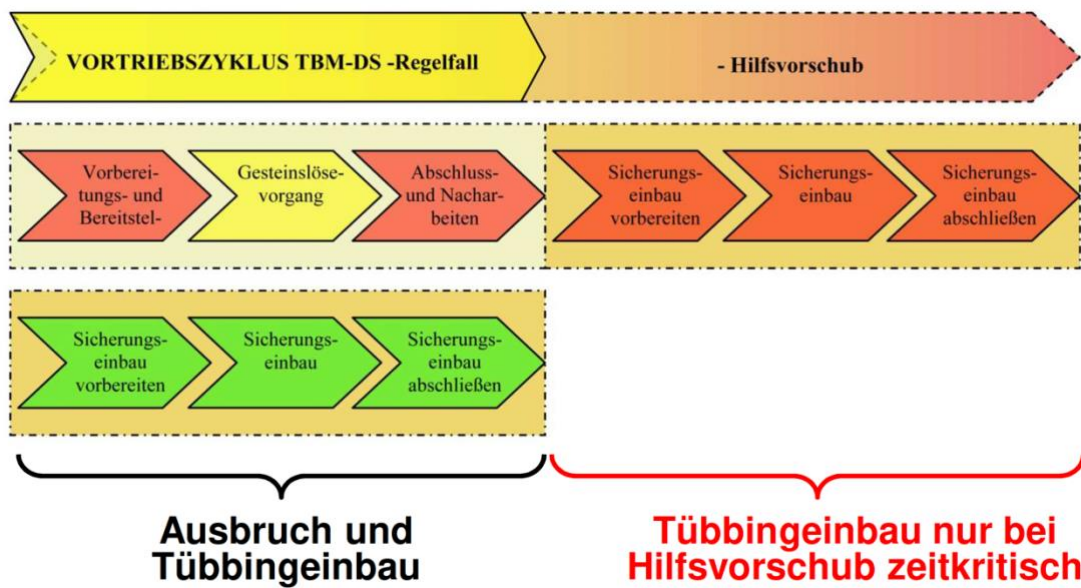 VORTRIEBSZYKLUS TBM-DS -Regelfall
- Hilfsvorschub
Vorberei-
tungs- und
Bereitstel-
Gesteinslöse-
vorgang
Abschluss-
und Nachar-
beiten
Sicherungs-
einbau
vorbereiten
Sicherungs-
einbau
Sicherungs-
einbau
abschließen
Sicherungs-
einbau
vorbereiten
Sicherungs-
einbau
Sicherungs-
einbau
abschließen
Ausbruch und
Tübbingeinbau
Tübbingeinbau nur bei
Hilfsvorschub zeitkritisch